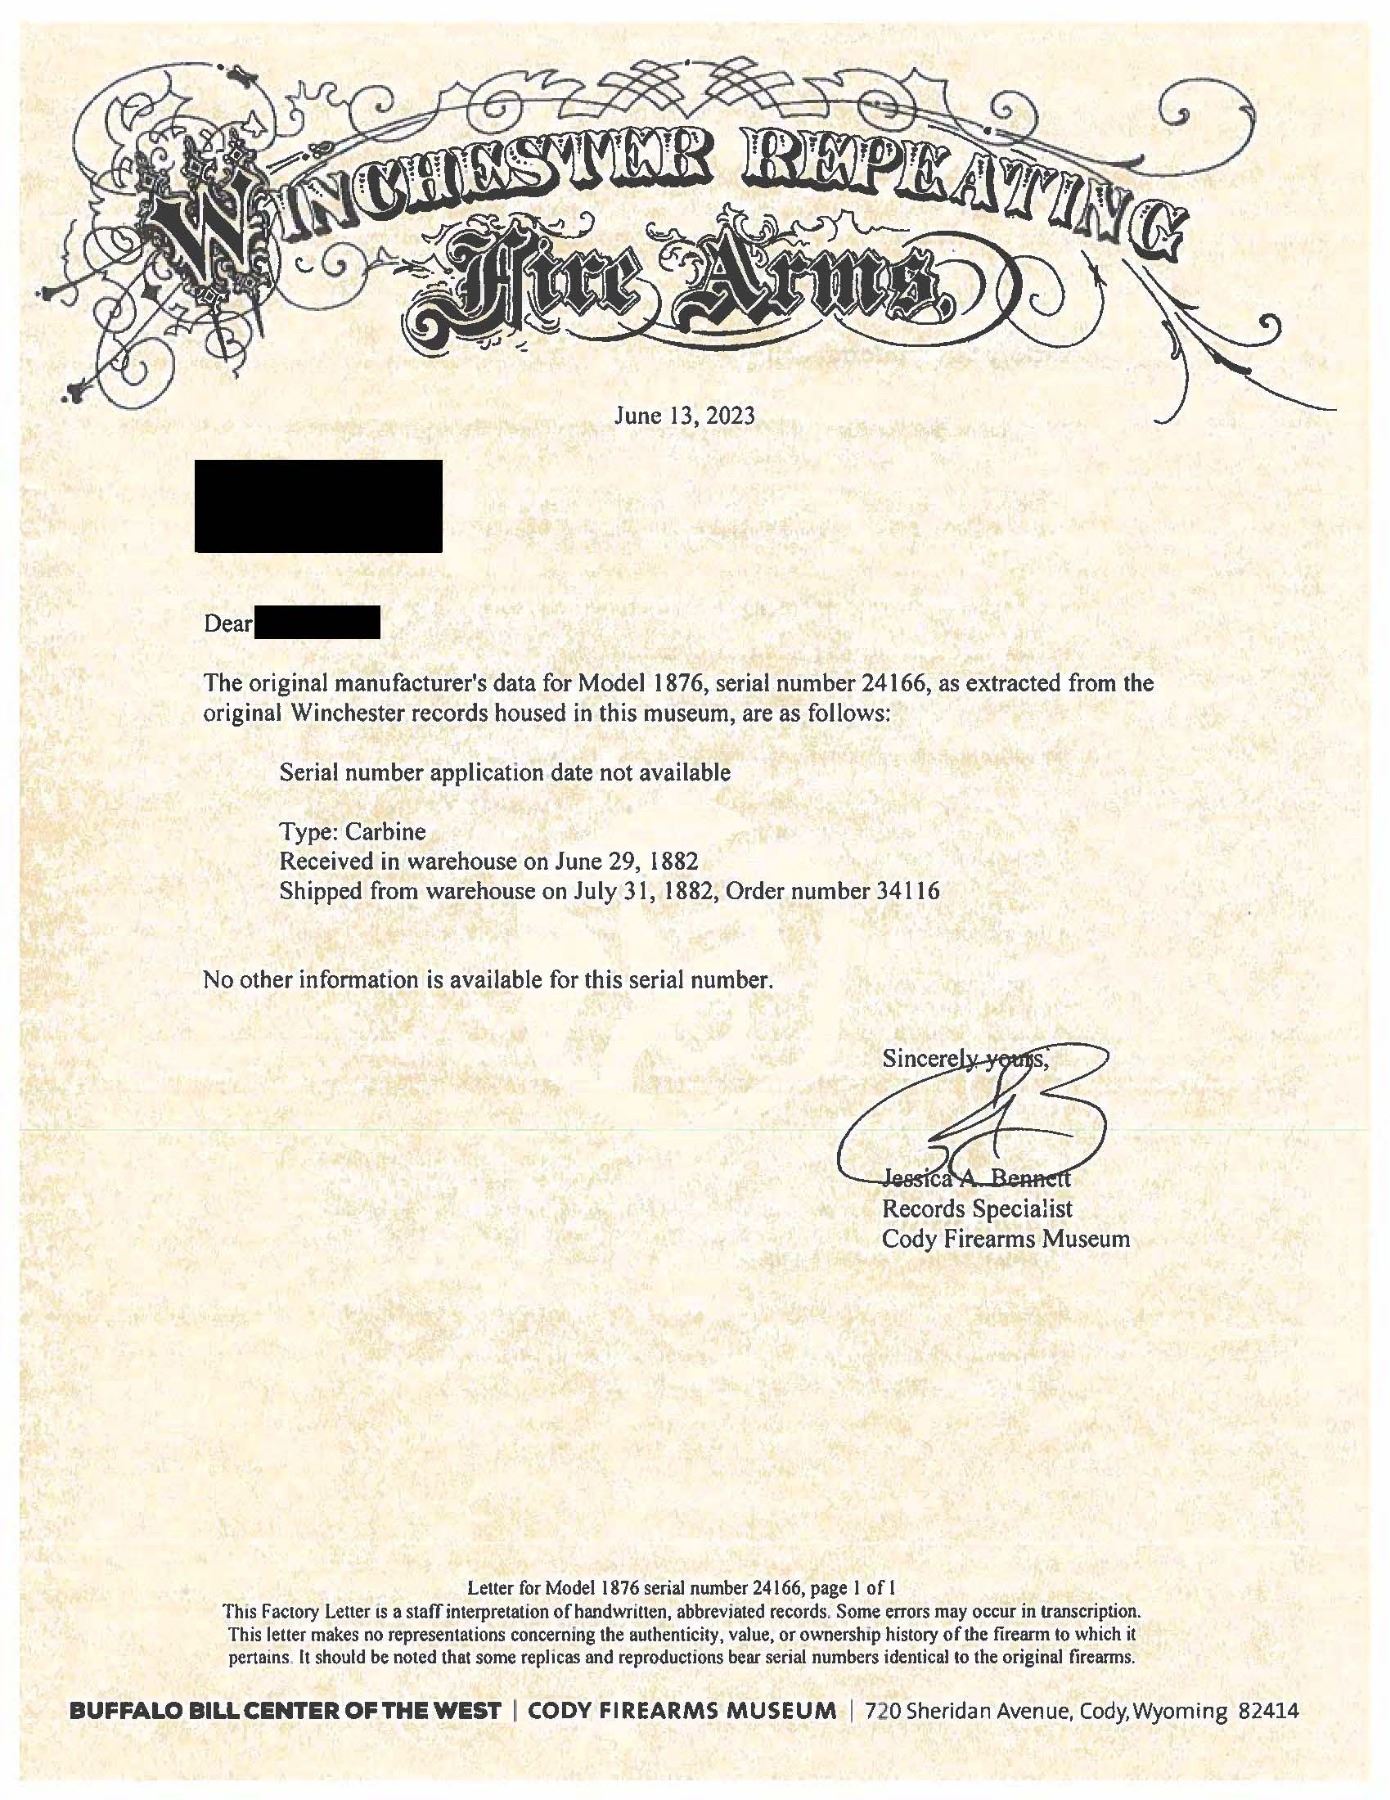 WINCHESTER REPEATING
Fire Arms.
June 13, 2023
Dear
The original manufacturer's data for Model 1876, serial number 24166, as extracted from the
original Winchester records housed in this museum, are as follows:
Serial number application date not available
Type: Carbine
Received in warehouse on June 29, 1882
Shipped from warehouse on July 31, 1882, Order number 34116
No other information is available for this serial number.
Sincerely yours,
Jessica A. Bennett
Records Specialist
Cody Firearms Museum
Letter for Model 1876 serial number 24166, page 1 of 1
This Factory Letter is a staff interpretation of handwritten, abbreviated records. Some errors may occur in transcription.
This letter makes no representations concerning the authenticity, value, or ownership history of the firearm to which it
pertains. It should be noted that some replicas and reproductions bear serial numbers identical to the original firearms.
BUFFALO BILL CENTER OF THE WEST | CODY FIREARMS MUSEUM | 720 Sheridan Avenue, Cody, Wyoming 82414